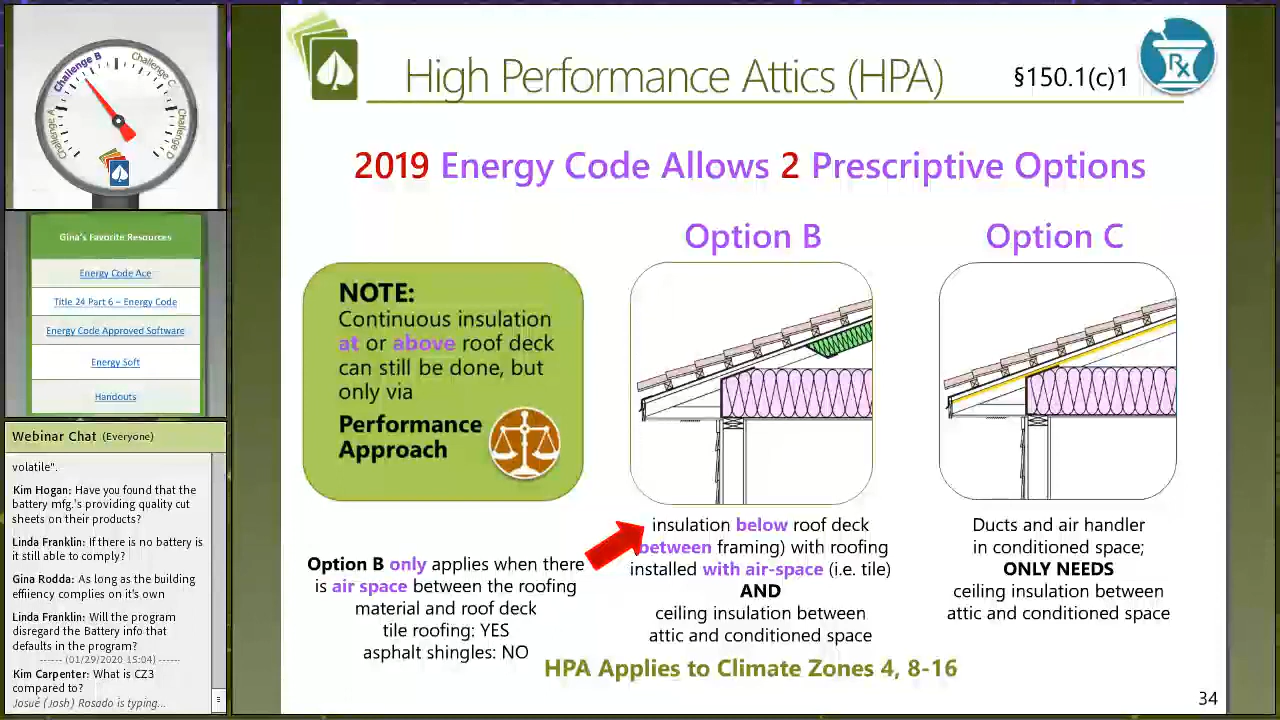 High Performance Attics (HPA)
§150.1(c)1
Rx
Challenge A
Challenge B
Challenge C
Challenge D
2019 Energy Code Allows 2 Prescriptive Options
Gina's Favorite Resources
Energy Code Ace
Title 24 Part 6 – Energy Code
Energy Code Approved Software
Energy Soft
Handouts
NOTE:
Continuous insulation
at or above roof deck
can still be done, but
only via
Performance
Approach
Option B
Option C
Option B only applies when there
is air space between the roofing
material and roof deck
tile roofing: YES
asphalt shingles: NO
insulation below roof deck
between framing) with roofing
installed with air-space (i.e. tile)
AND
ceiling insulation between
attic and conditioned space
Ducts and air handler
in conditioned space;
ONLY NEEDS
ceiling insulation between
attic and conditioned space
HPA Applies to Climate Zones 4, 8-16
34
Webinar Chat (Everyone)
volatile".
Kim Hogan: Have you found that the
battery mfg.'s providing quality cut
sheets on their products?
Linda Franklin: If there is no battery is
it still able to comply?
Gina Rodda: As long as the building
effiency complies on it's own
Linda Franklin: Will the program
disregard the Battery info that
defaults in the program?
------ (01/29/2020 15:04) ------
Kim Carpenter: What is CZ3
compared to?
Josué (Josh) Rosado is typing...